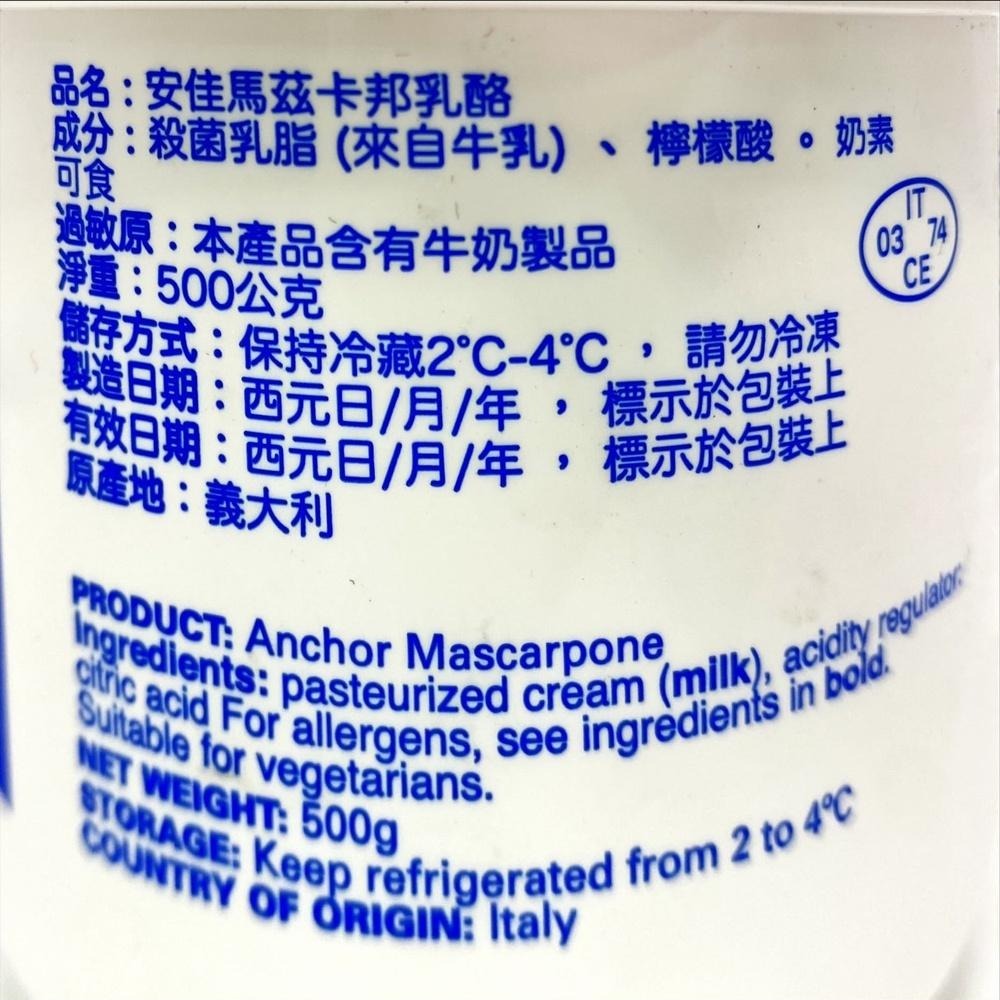 品名：安佳馬茲卡邦乳酪
成分：殺菌乳脂 (來自牛乳) 、 檸檬酸 。 奶素
可食
過敏原：本產品含有牛奶製品
淨重：500公克
儲存方式：保持冷藏2°C-4°C ， 請勿冷凍
製造日期：西元日/月/年 ， 標示於包裝上
有效日期：西元日/月/年 ， 標示於包裝上
原產地：義大利
IT
03 74
CE
PRODUCT: Anchor Mascarpone
Ingredients: pasteurized cream (milk), acidity regulator:
citric acid For allergens, see ingredients in bold.
Suitable for vegetarians.
NET WEIGHT: 500g
STORAGE: Keep refrigerated from 2 to 4°C
COUNTRY OF ORIGIN: Italy